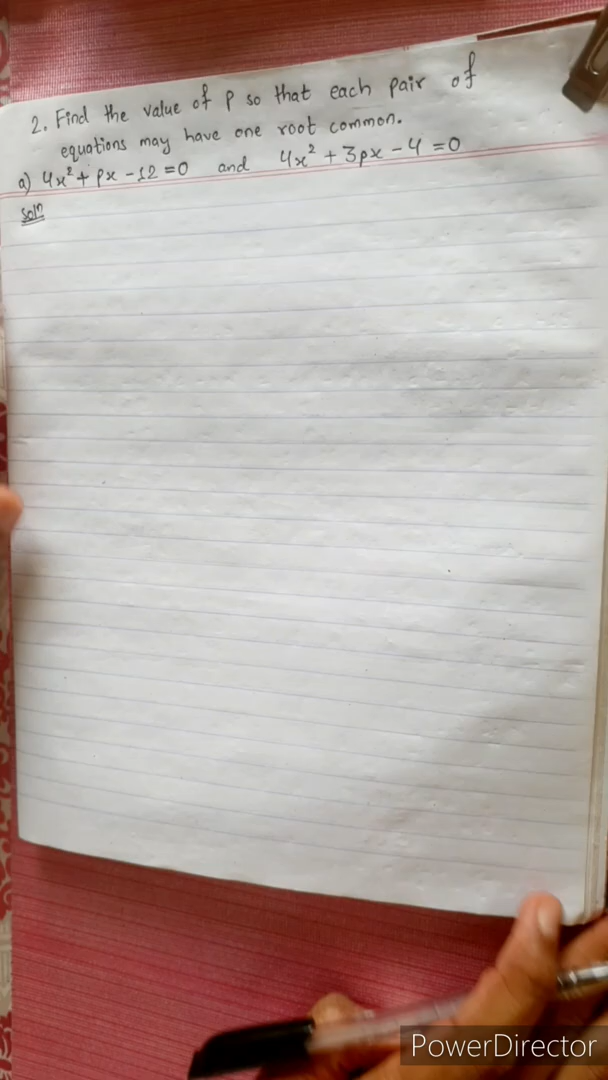 2. Find the value of p so that each pair of
equations may have one root common.
a) 4x² + px - 12 = 0 and 4x² + 3px - 4 = 0
Solⁿ
PowerDirector